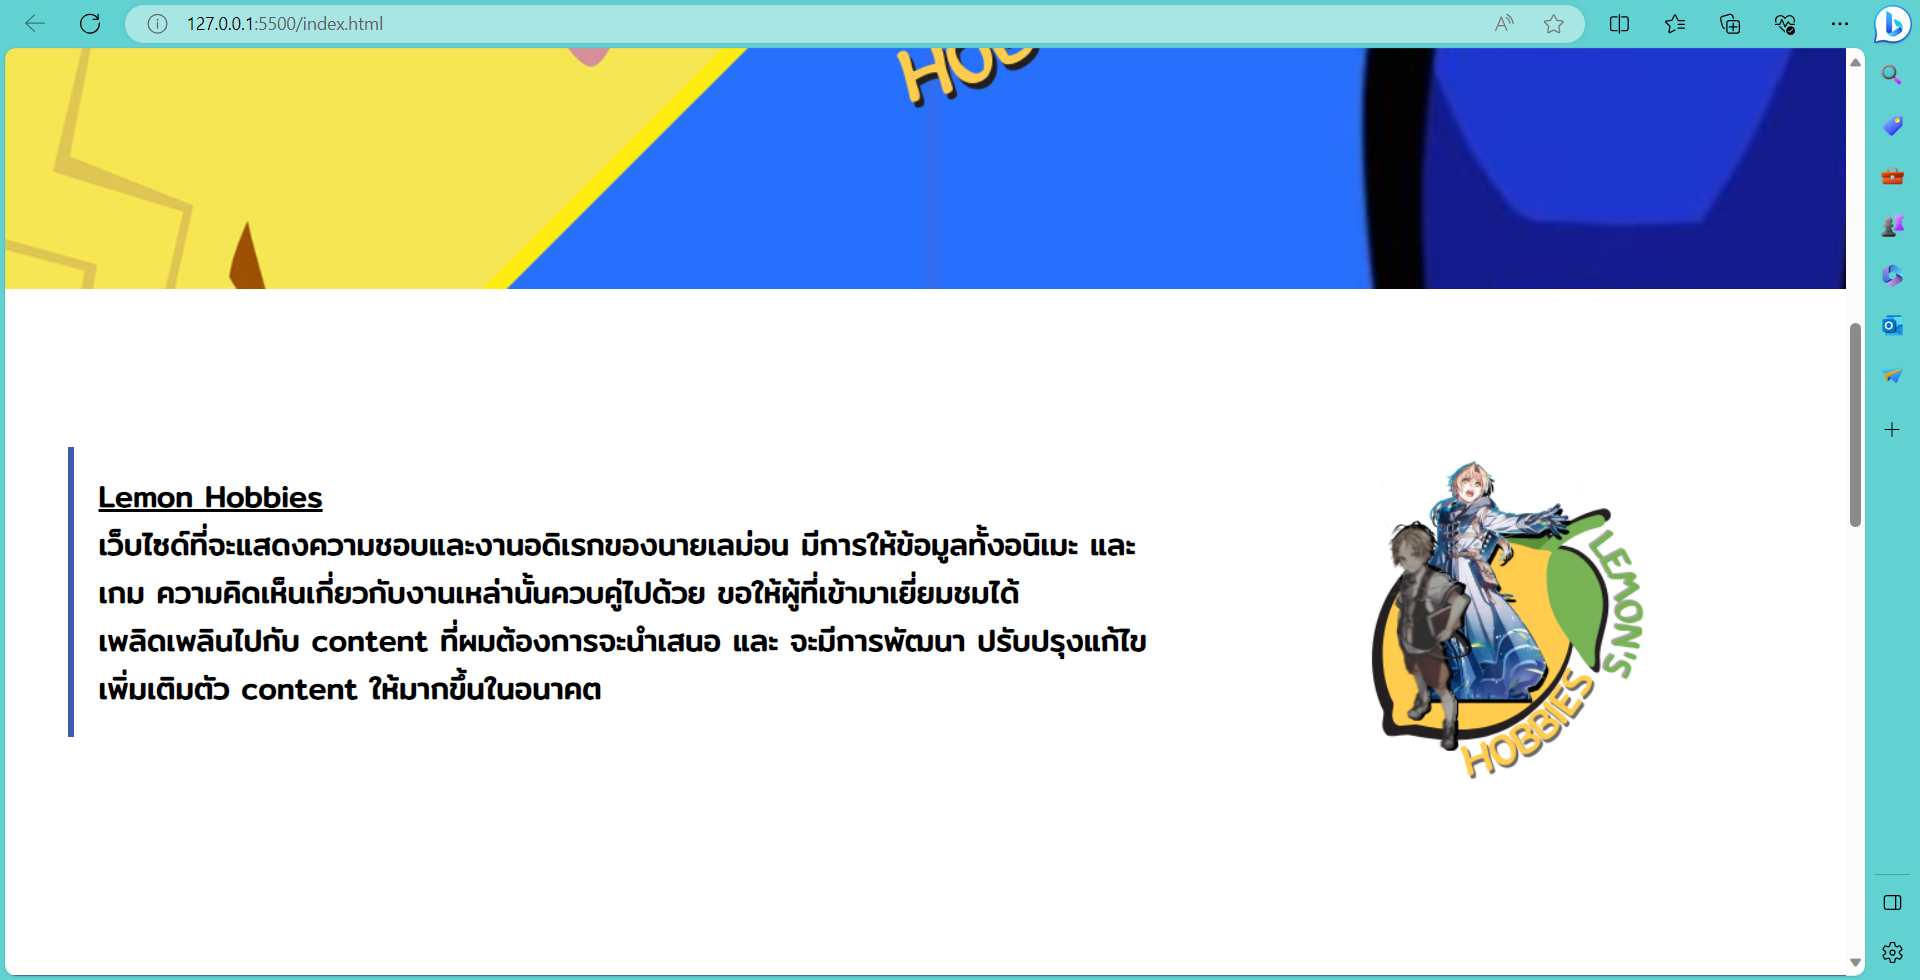 127.0.0.1:5500/index.html
HOB
Lemon Hobbies
เว็บไซด์ที่จะแสดงความชอบและงานอดิเรกของนายเลม่อน มีการให้ข้อมูลทั้งอนิเมะ และ
เกม ความคิดเห็นเกี่ยวกับงานเหล่านั้นควบคู่ไปด้วย ขอให้ผู้ที่เข้ามาเยี่ยมชมได้
เพลิดเพลินไปกับ content ที่ผมต้องการจะนำเสนอ และ จะมีการพัฒนา ปรับปรุงแก้ไข
เพิ่มเติมตัว content ให้มากขึ้นในอนาคต
LEMON'S
HOBBIES